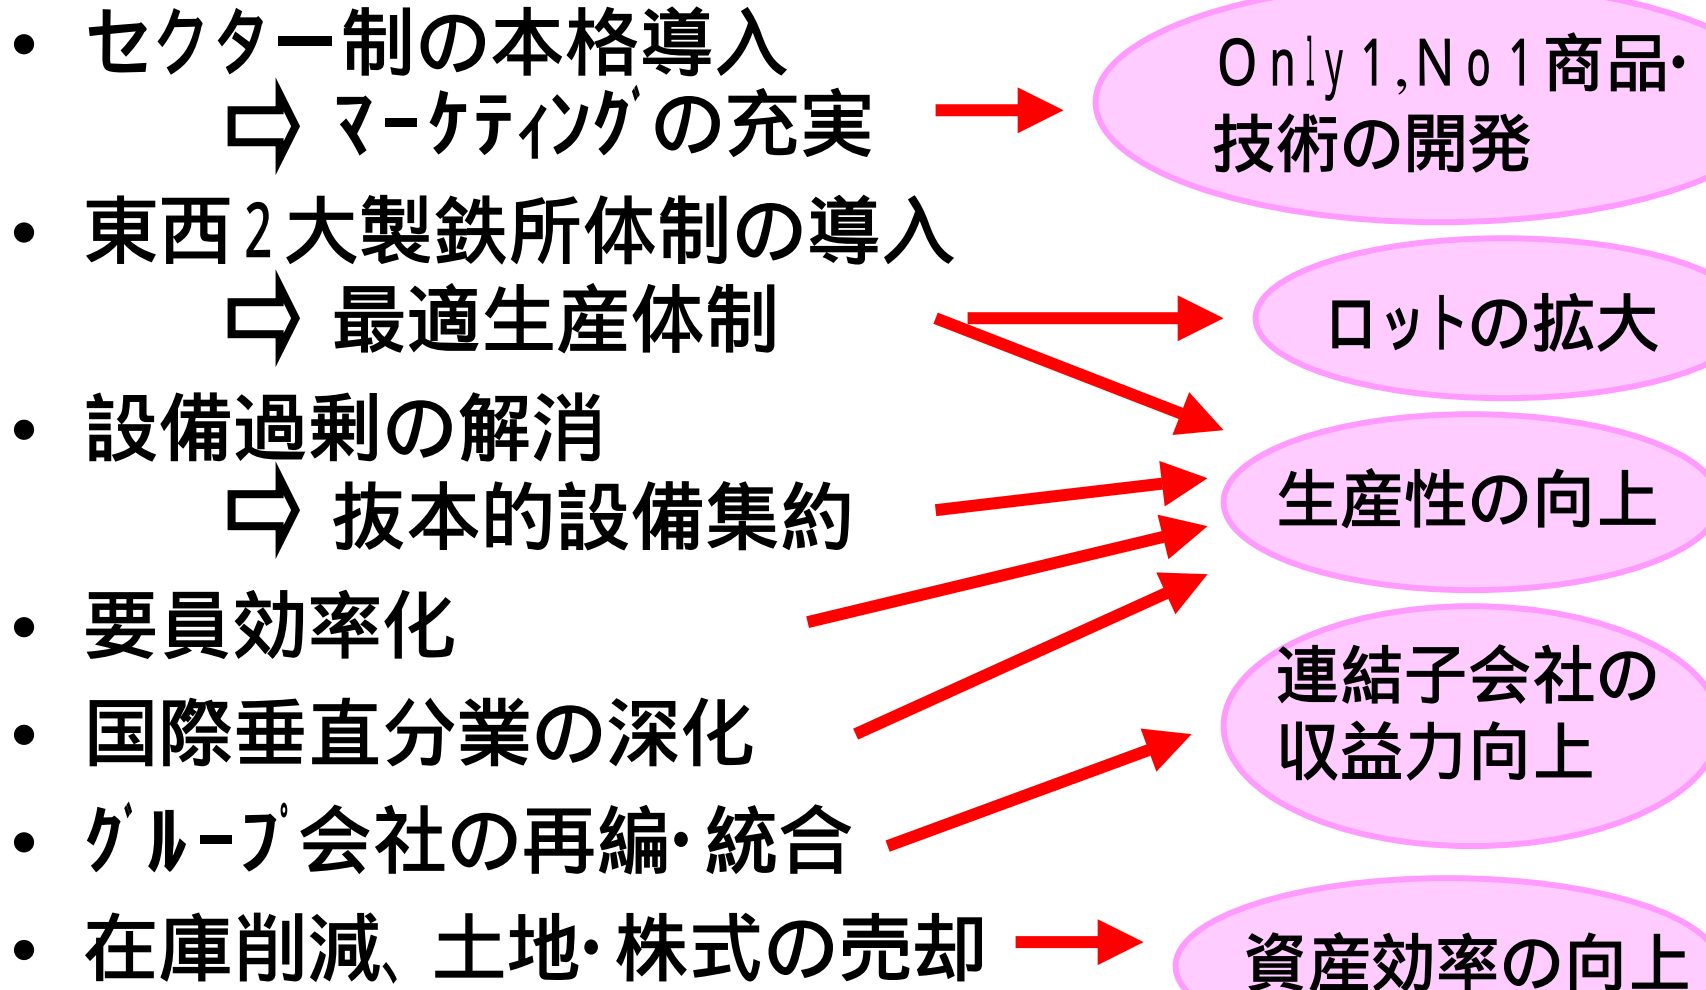 • セクター制の本格導入
⇨ ﾏｰｹﾃｨﾝｸﾞの充実
Only1,No1商品・
技術の開発
• 東西2大製鉄所体制の導入
⇨ 最適生産体制
ロットの拡大
• 設備過剰の解消
⇨ 抜本的設備集約
生産性の向上
• 要員効率化
• 国際垂直分業の深化
連結子会社の
収益力向上
• ｸﾞﾙｰﾌﾟ会社の再編・統合
• 在庫削減、土地・株式の売却
資産効率の向上